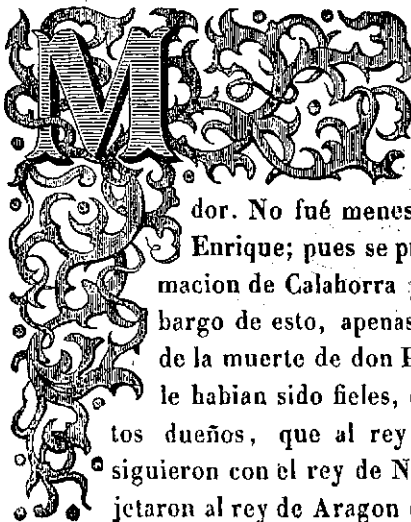 M
dor. No fué menes
Enrique; pues se p
macion de Calahorra
bargo de esto, apenas
de la muerte de don
le habian sido fieles,
tos dueños, que al rey
siguieron con el rey de N
jetaron al rey de Aragon